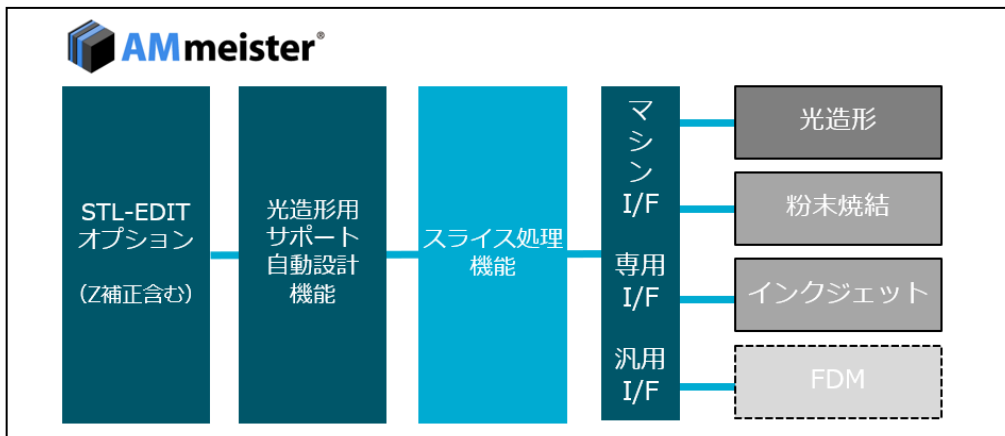 AMmeister®
STL-EDIT
オプション
(Z補正含む)
光造形用
サポート
自動設計
機能
スライス処理
機能
マシン
I/F
専用
I/F
汎用
I/F
光造形
粉末焼結
インクジェット
FDM